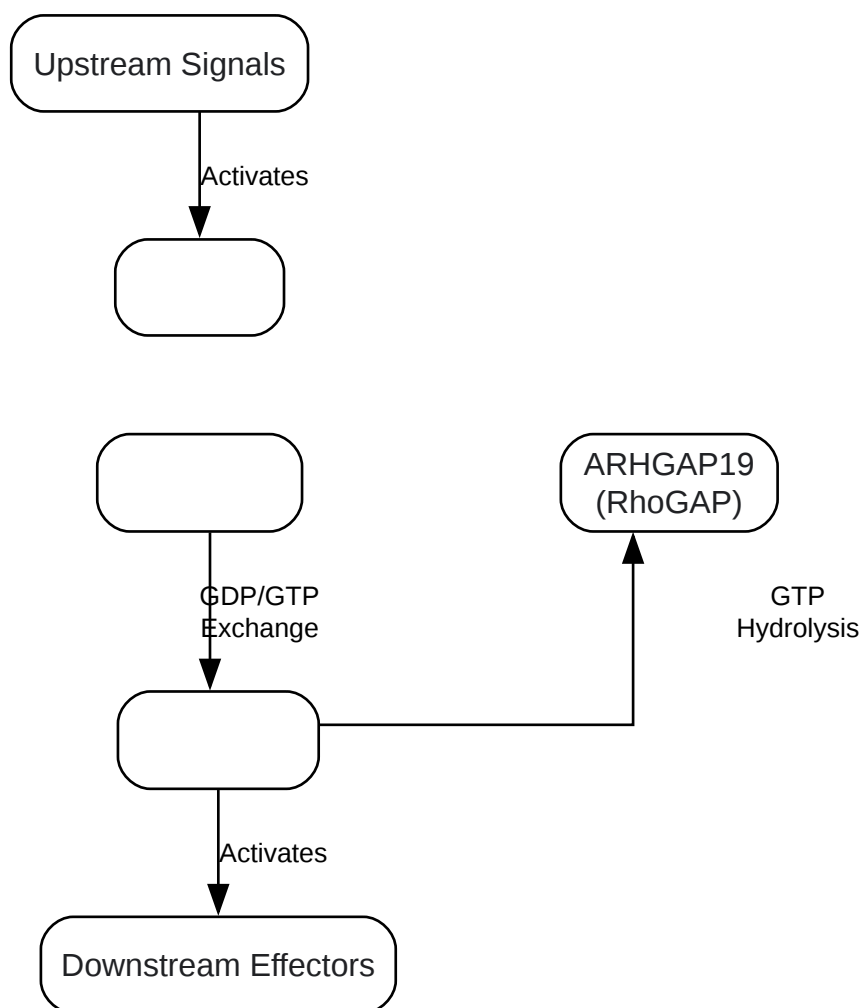 Upstream Signals
Activates
ARHGAP19
(RhoGAP)
GDP/GTP
Exchange
GTP
Hydrolysis
Activates
Downstream Effectors